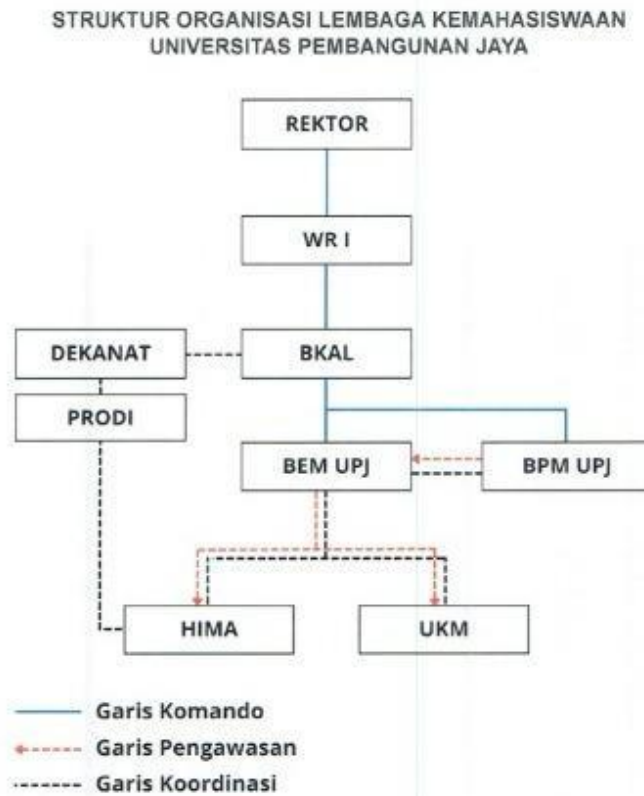 STRUKTUR ORGANISASI LEMBAGA KEMAHASISWAAN
UNIVERSITAS PEMBANGUNAN JAYA
REKTOR
WR I
DEKANAT
BKAL
PRODI
BEM UPJ
BPM UPJ
HIMA
UKM
Garis Komando
Garis Pengawasan
Garis Koordinasi